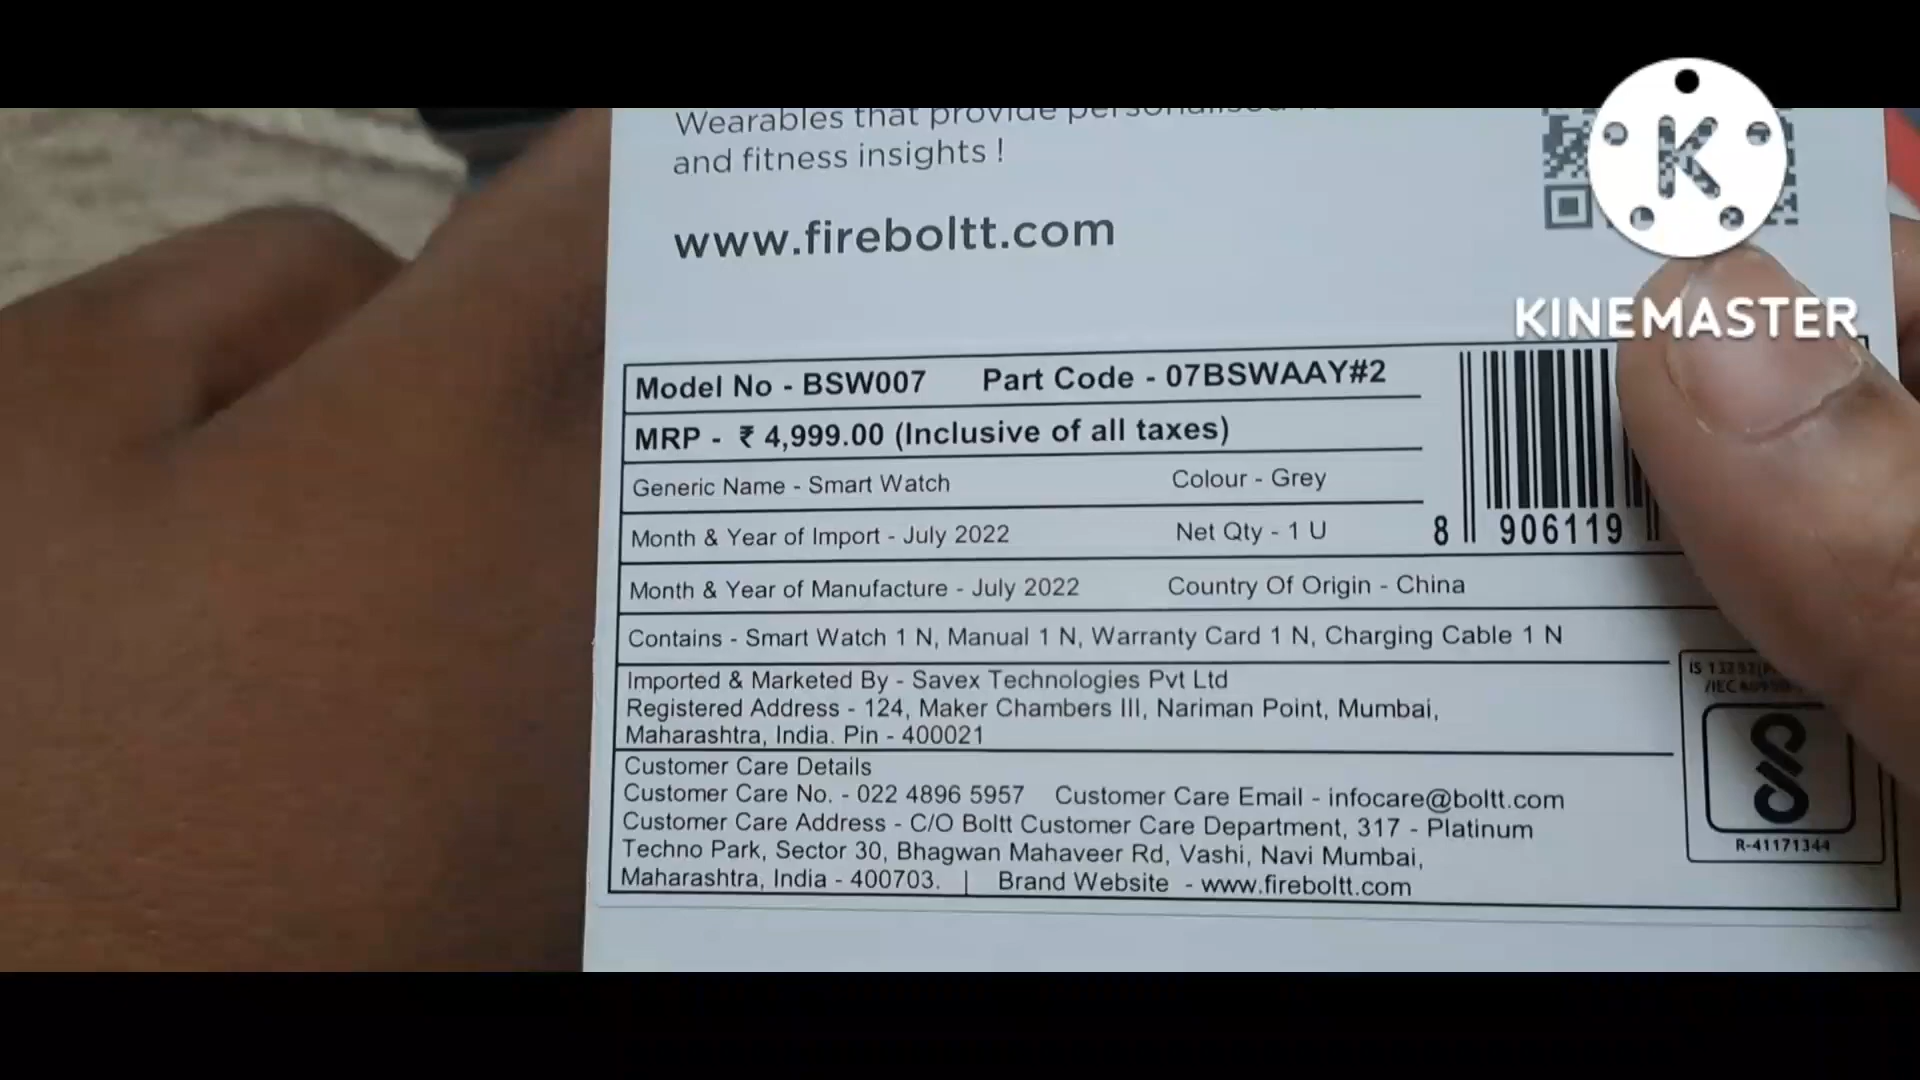 Wearables that provide personalised
and fitness insights !
www.fireboltt.com
KINEMASTER
Model No - BSW007 Part Code - 07BSWAAY#2
MRP - ₹ 4,999.00 (Inclusive of all taxes)
Generic Name - Smart Watch Colour - Grey
Month & Year of Import - July 2022 Net Qty - 1 U
8 906119
Month & Year of Manufacture - July 2022 Country Of Origin - China
Contains - Smart Watch 1 N, Manual 1 N, Warranty Card 1 N, Charging Cable 1 N
Imported & Marketed By - Savex Technologies Pvt Ltd
Registered Address - 124, Maker Chambers III, Nariman Point, Mumbai,
Maharashtra, India. Pin - 400021
IS
Customer Care Details
Customer Care No. - 022 4896 5957 Customer Care Email - infocare@boltt.com
Customer Care Address - C/O Boltt Customer Care Department, 317 - Platinum
Techno Park, Sector 30, Bhagwan Mahaveer Rd, Vashi, Navi Mumbai,
Maharashtra, India - 400703. | Brand Website - www.fireboltt.com
R-41171344